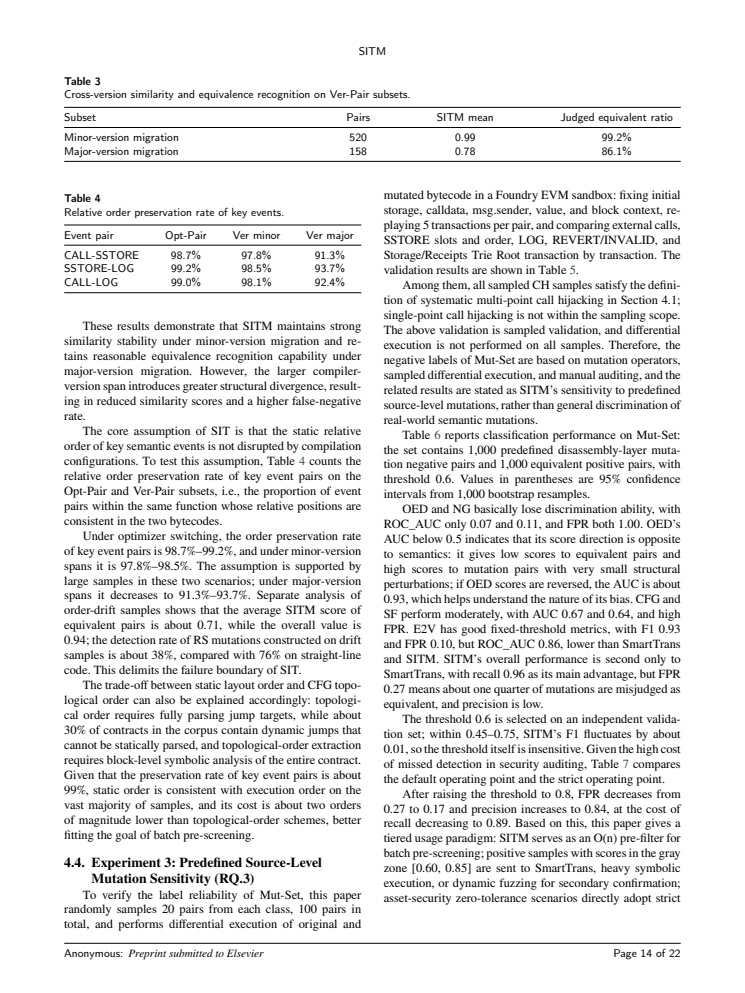 SITM
Table 3
Cross-version similarity and equivalence recognition on Ver-Pair subsets.
Subset Pairs SITM mean Judged equivalent ratio
Minor-version migration 520 0.99 99.2%
Major-version migration 158 0.78 86.1%
Table 4
Relative order preservation rate of key events.
Event pair Opt-Pair Ver minor Ver major
CALL-SSTORE 98.7% 97.8% 91.3%
SSTORE-LOG 99.2% 98.5% 93.7%
CALL-LOG 99.0% 98.1% 92.4%
These results demonstrate that SITM maintains strong
similarity stability under minor-version migration and re-
tains reasonable equivalence recognition capability under
major-version migration. However, the larger compiler-
version span introduces greater structural divergence, result-
ing in reduced similarity scores and a higher false-negative
rate.
The core assumption of SIT is that the static relative
order of key semantic events is not disrupted by compilation
configurations. To test this assumption, Table 4 counts the
relative order preservation rate of key event pairs on the
Opt-Pair and Ver-Pair subsets, i.e., the proportion of event
pairs within the same function whose relative positions are
consistent in the two bytecodes.
Under optimizer switching, the order preservation rate
of key event pairs is 98.7%–99.2%, and under minor-version
spans it is 97.8%–98.5%. The assumption is supported by
large samples in these two scenarios; under major-version
spans it decreases to 91.3%–93.7%. Separate analysis of
order-drift samples shows that the average SITM score of
equivalent pairs is about 0.71, while the overall value is
0.94; the detection rate of RS mutations constructed on drift
samples is about 38%, compared with 76% on straight-line
code. This delimits the failure boundary of SIT.
The trade-off between static layout order and CFG topo-
logical order can also be explained accordingly: topologi-
cal order requires fully parsing jump targets, while about
30% of contracts in the corpus contain dynamic jumps that
cannot be statically parsed, and topological-order extraction
requires block-level symbolic analysis of the entire contract.
Given that the preservation rate of key event pairs is about
99%, static order is consistent with execution order on the
vast majority of samples, and its cost is about two orders
of magnitude lower than topological-order schemes, better
fitting the goal of batch pre-screening.
4.4. Experiment 3: Predefined Source-Level
Mutation Sensitivity (RQ.3)
To verify the label reliability of Mut-Set, this paper
randomly samples 20 pairs from each class, 100 pairs in
total, and performs differential execution of original and
mutated bytecode in a Foundry EVM sandbox: fixing initial
storage, calldata, msg.sender, value, and block context, re-
playing 5 transactions per pair, and comparing external calls,
SSTORE slots and order, LOG, REVERT/INVALID, and
Storage/Receipts Trie Root transaction by transaction. The
validation results are shown in Table 5.
Among them, all sampled CH samples satisfy the defini-
tion of systematic multi-point call hijacking in Section 4.1;
single-point call hijacking is not within the sampling scope.
The above validation is sampled validation, and differential
execution is not performed on all samples. Therefore, the
negative labels of Mut-Set are based on mutation operators,
sampled differential execution, and manual auditing, and the
related results are stated as SITM's sensitivity to predefined
source-level mutations, rather than general discrimination of
real-world semantic mutations.
Table 6 reports classification performance on Mut-Set:
the set contains 1,000 predefined disassembly-layer muta-
tion negative pairs and 1,000 equivalent positive pairs, with
threshold 0.6. Values in parentheses are 95% confidence
intervals from 1,000 bootstrap resamples.
OED and NG basically lose discrimination ability, with
ROC_AUC only 0.07 and 0.11, and FPR both 1.00. OED's
AUC below 0.5 indicates that its score direction is opposite
to semantics: it gives low scores to equivalent pairs and
high scores to mutation pairs with very small structural
perturbations; if OED scores are reversed, the AUC is about
0.93, which helps understand the nature of its bias. CFG and
SF perform moderately, with AUC 0.67 and 0.64, and high
FPR. E2V has good fixed-threshold metrics, with F1 0.93
and FPR 0.10, but ROC_AUC 0.86, lower than SmartTrans
and SITM. SITM's overall performance is second only to
SmartTrans, with recall 0.96 as its main advantage, but FPR
0.27 means about one quarter of mutations are misjudged as
equivalent, and precision is low.
The threshold 0.6 is selected on an independent valida-
tion set; within 0.45–0.75, SITM's F1 fluctuates by about
0.01, so the threshold itself is insensitive. Given the high cost
of missed detection in security auditing, Table 7 compares
the default operating point and the strict operating point.
After raising the threshold to 0.8, FPR decreases from
0.27 to 0.17 and precision increases to 0.84, at the cost of
recall decreasing to 0.89. Based on this, this paper gives a
tiered usage paradigm: SITM serves as an O(n) pre-filter for
batch pre-screening; positive samples with scores in the gray
zone [0.60, 0.85] are sent to SmartTrans, heavy symbolic
execution, or dynamic fuzzing for secondary confirmation;
asset-security zero-tolerance scenarios directly adopt strict
Anonymous: Preprint submitted to Elsevier Page 14 of 22